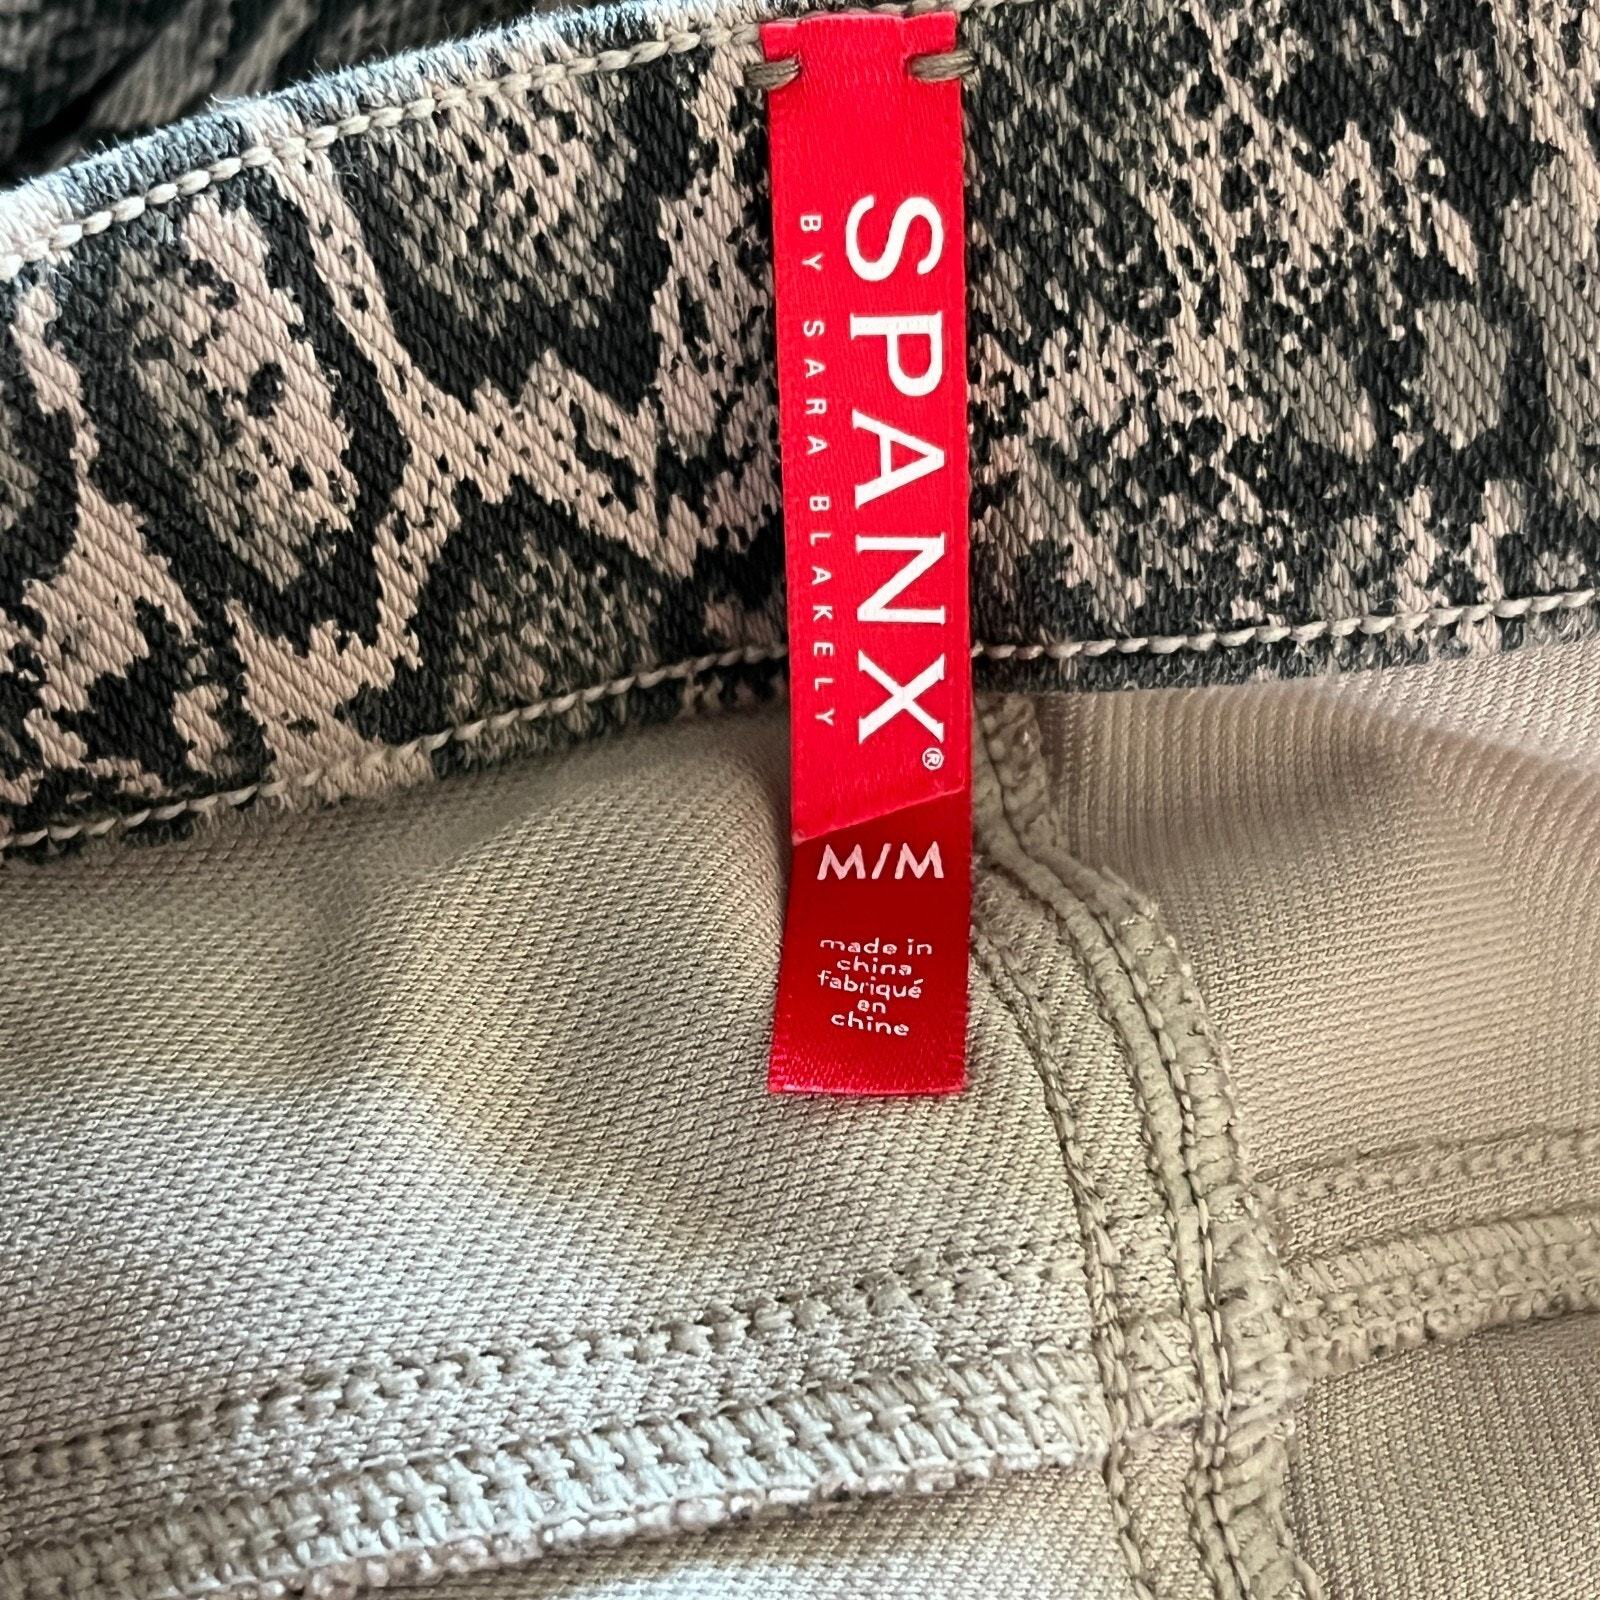 SPANX®
BY SARA BLAKELY
M/M
made in
china
fabriqué
en
chine